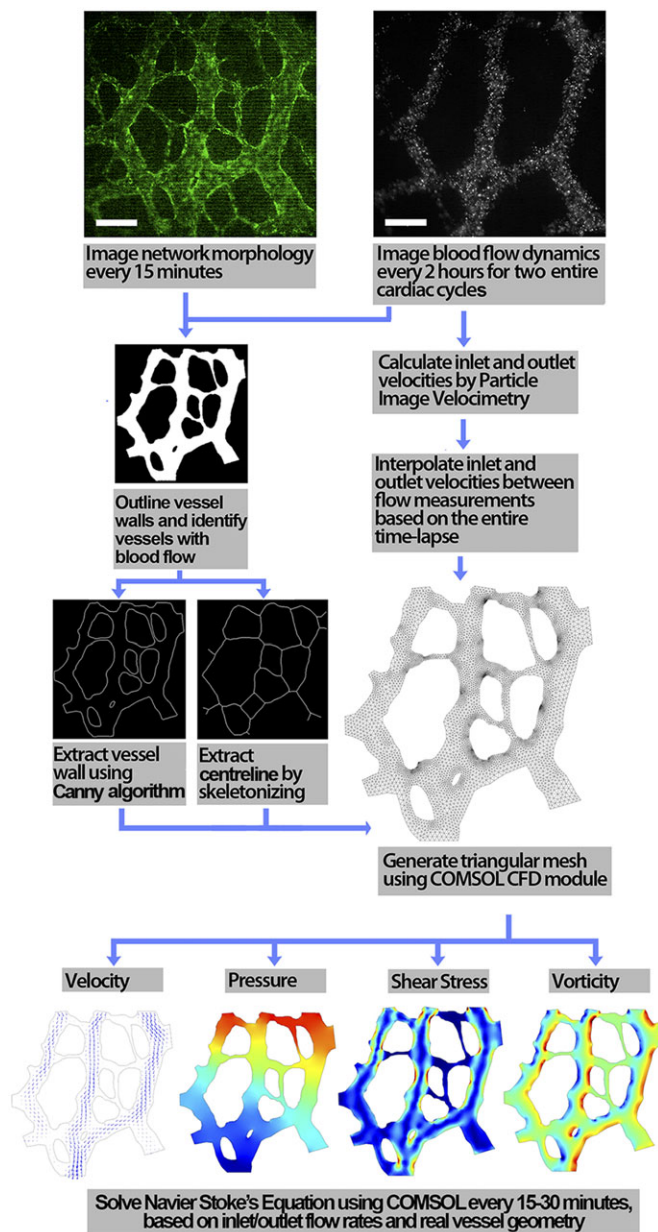 Image network morphology
every 15 minutes
Image blood flow dynamics
every 2 hours for two entire
cardiac cycles
Calculate inlet and outlet
velocities by Particle
Image Velocimetry
Outline vessel
walls and identify
vessels with
blood flow
Interpolate inlet and
outlet velocities between
flow measurements
based on the entire
time-lapse
Extract vessel
wall using
Canny algorithm
Extract
centreline by
skeletonizing
Generate triangular mesh
using COMSOL CFD module
Velocity
Pressure
Shear Stress
Vorticity
Solve Navier Stoke's Equation using COMSOL every 15-30 minutes,
based on inlet/outlet flow rates and real vessel geometry